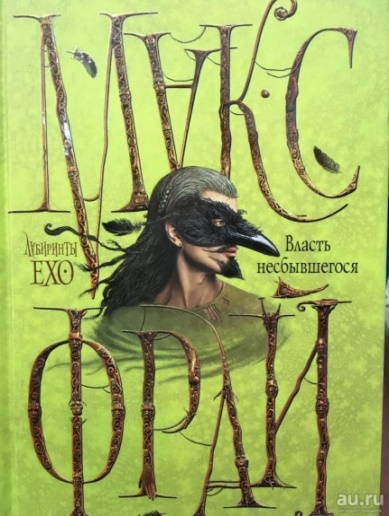 МАКС
Лабиринты
ЕХО
Власть
несбывшегося
ФРАЙ
au.ru